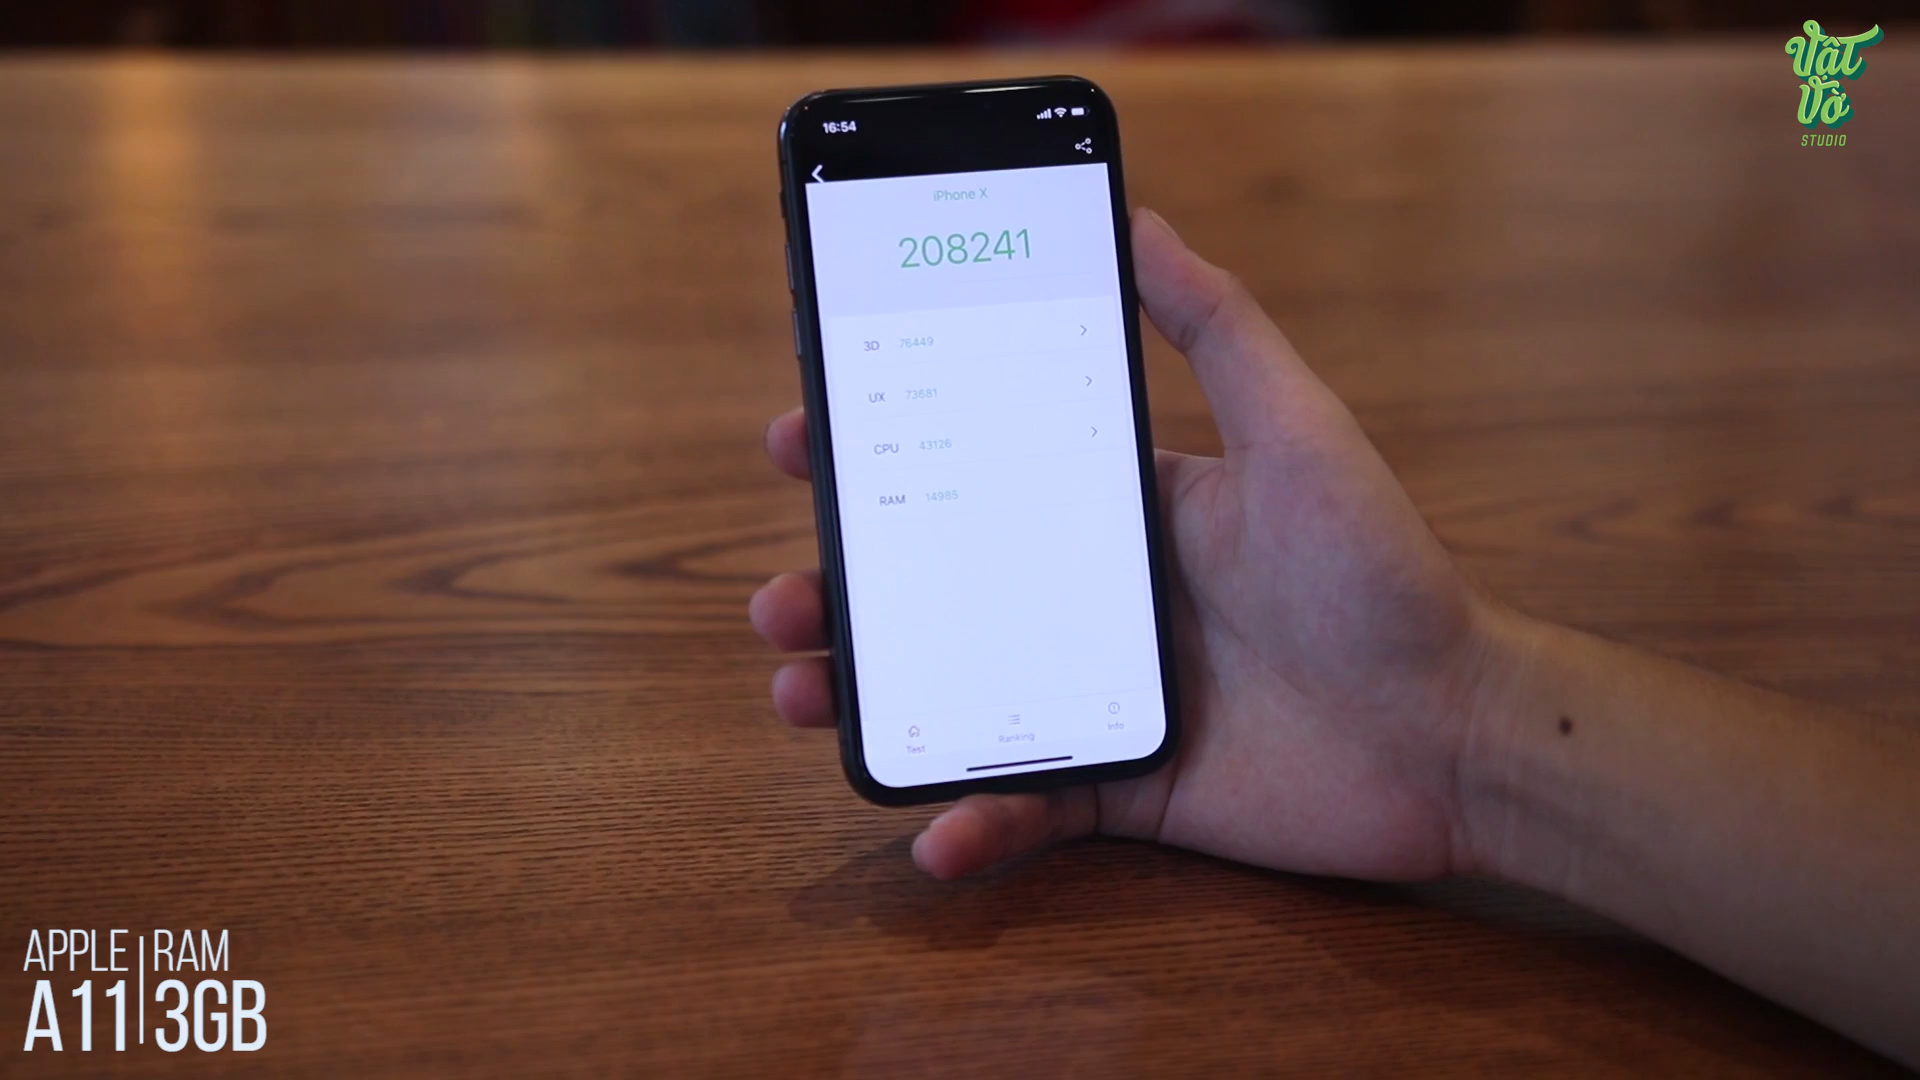 Vật
Vờ
STUDIO
16:54
iPhone X
208241
3D 76449
UX 73681
CPU 43126
RAM 14985
Test
Ranking
Info
APPLE RAM
A11 3GB